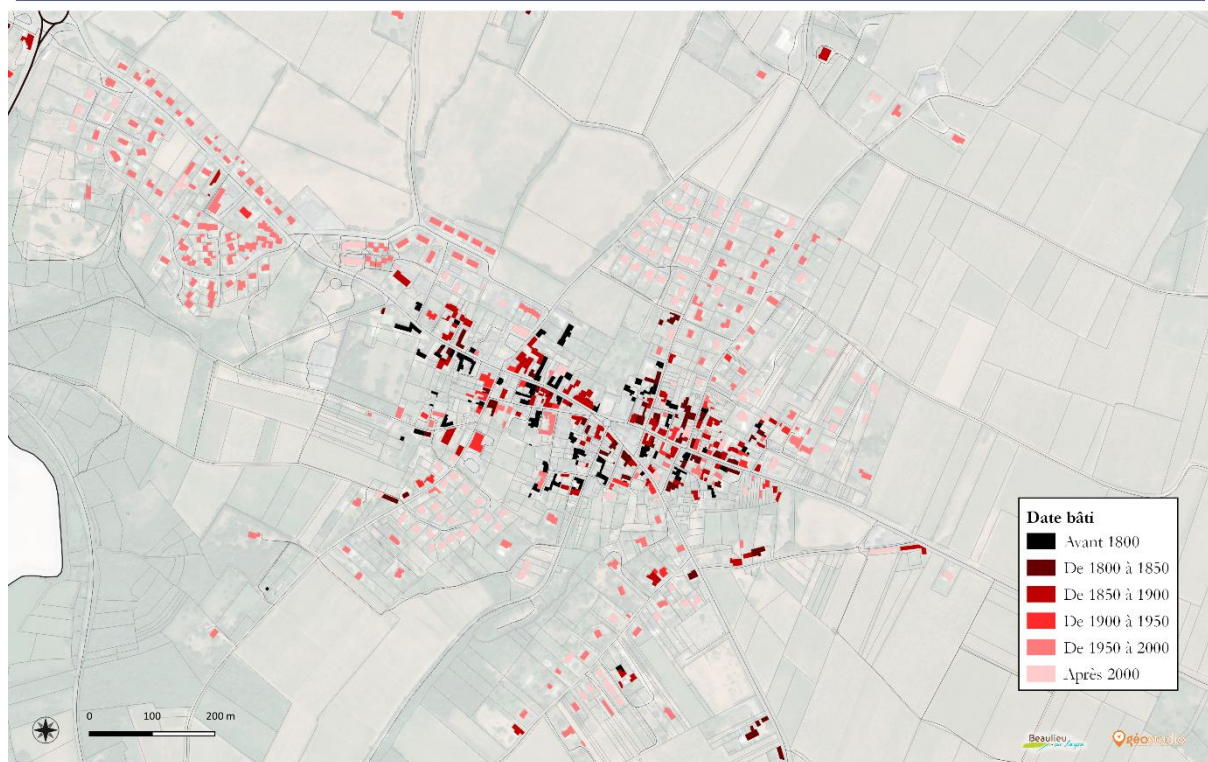 Date bâti
Avant 1800
De 1800 à 1850
De 1850 à 1900
De 1900 à 1950
De 1950 à 2000
Après 2000
0 100 200 m
Beaulieu
géo